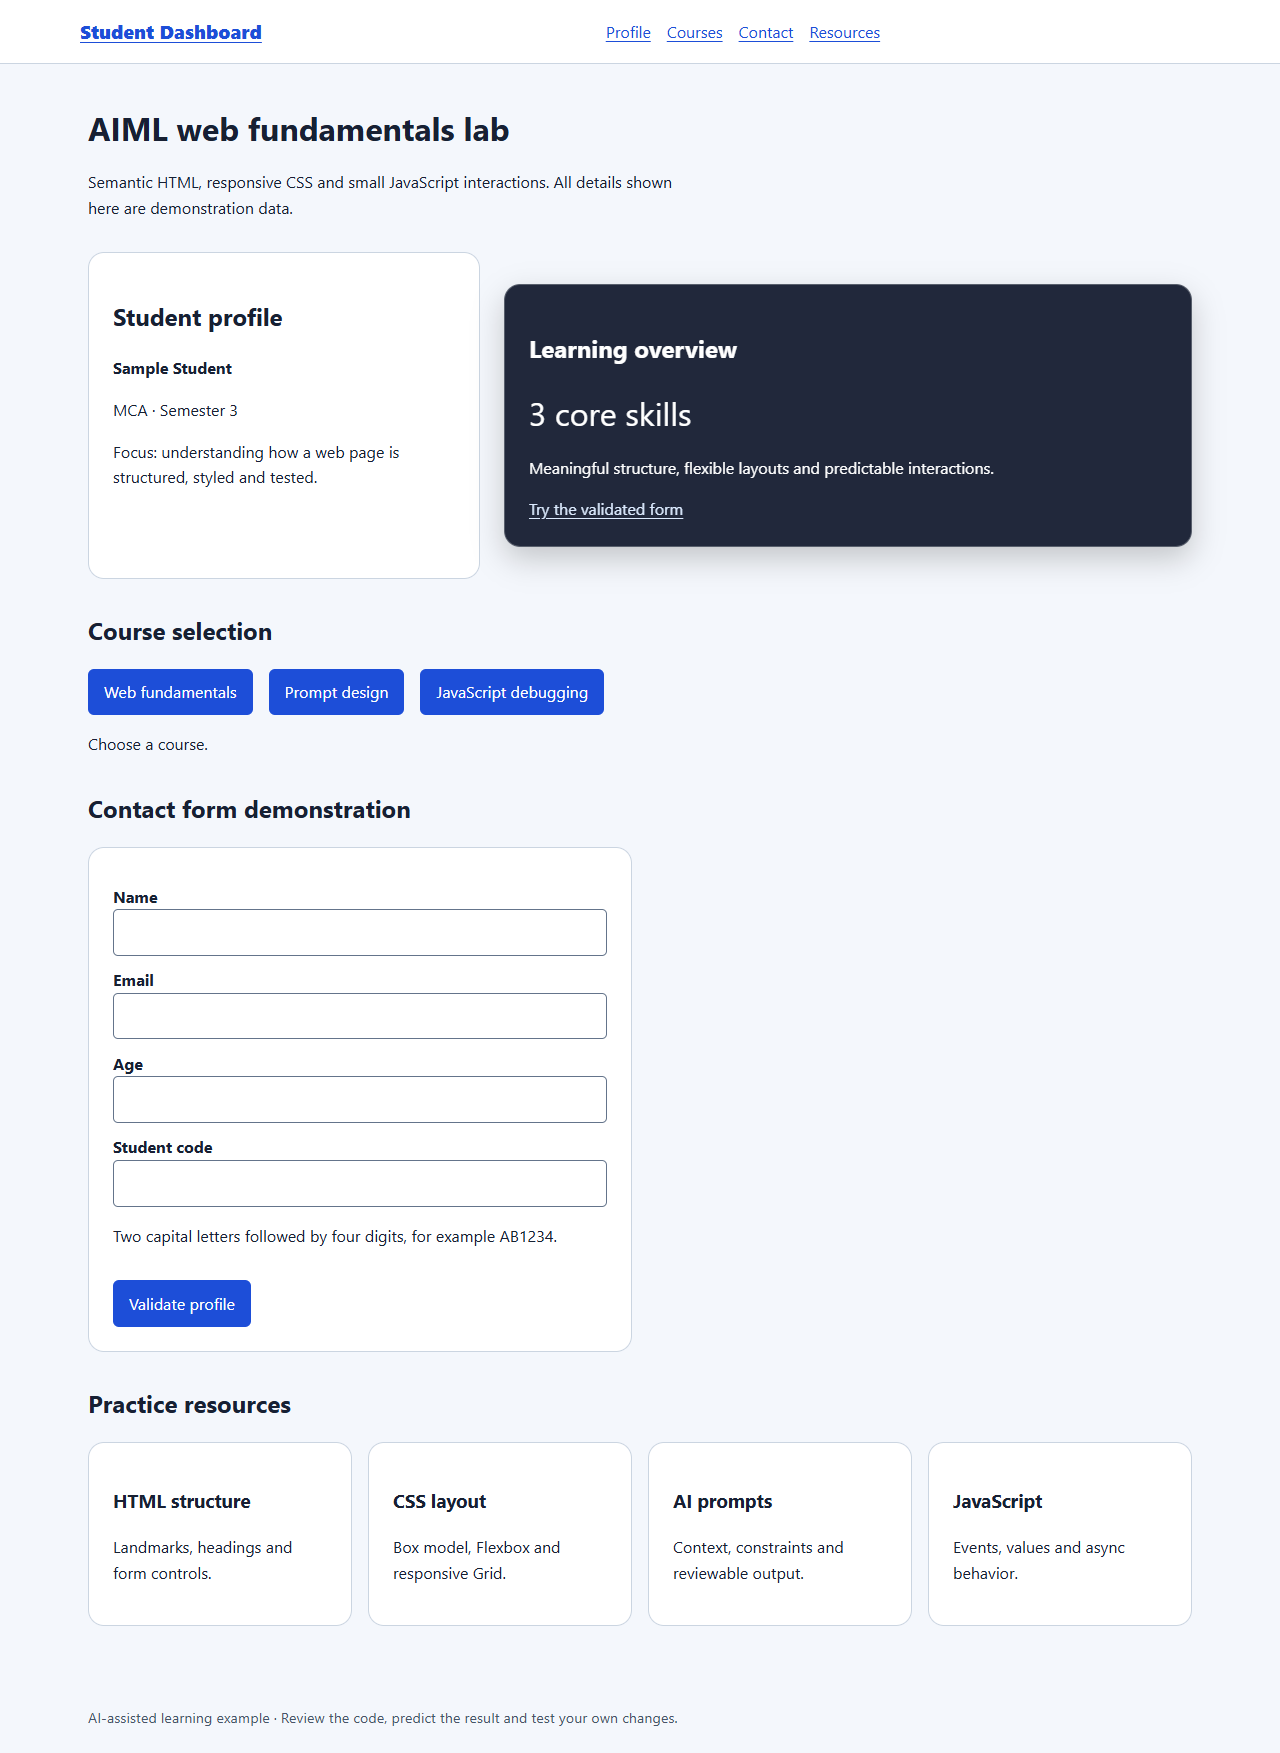 Student Dashboard
Profile Courses Contact Resources
AIML web fundamentals lab
Semantic HTML, responsive CSS and small JavaScript interactions. All details shown
here are demonstration data.
Student profile
Sample Student
MCA · Semester 3
Focus: understanding how a web page is
structured, styled and tested.
Learning overview
3 core skills
Meaningful structure, flexible layouts and predictable interactions.
Try the validated form
Course selection
Web fundamentals
Prompt design
JavaScript debugging
Choose a course.
Contact form demonstration
Name
Email
Age
Student code
Two capital letters followed by four digits, for example AB1234.
Validate profile
Practice resources
HTML structure
Landmarks, headings and
form controls.
CSS layout
Box model, Flexbox and
responsive Grid.
AI prompts
Context, constraints and
reviewable output.
JavaScript
Events, values and async
behavior.
AI-assisted learning example · Review the code, predict the result and test your own changes.